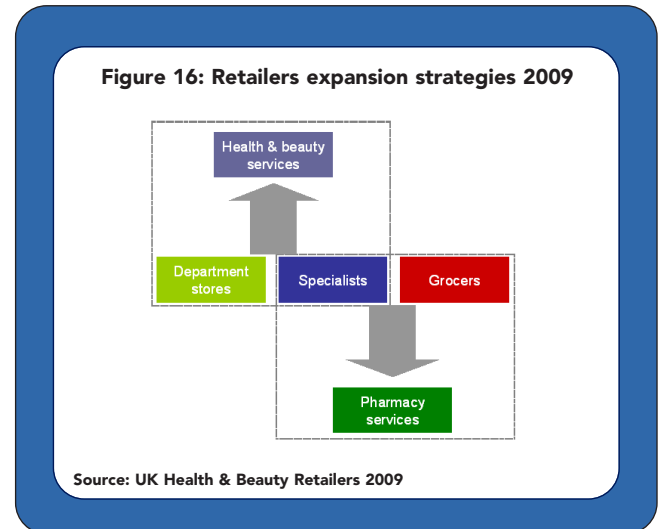 Figure 16: Retailers expansion strategies 2009
Health & beauty
services
Department
stores
Specialists
Grocers
Pharmacy
services
Source: UK Health & Beauty Retailers 2009